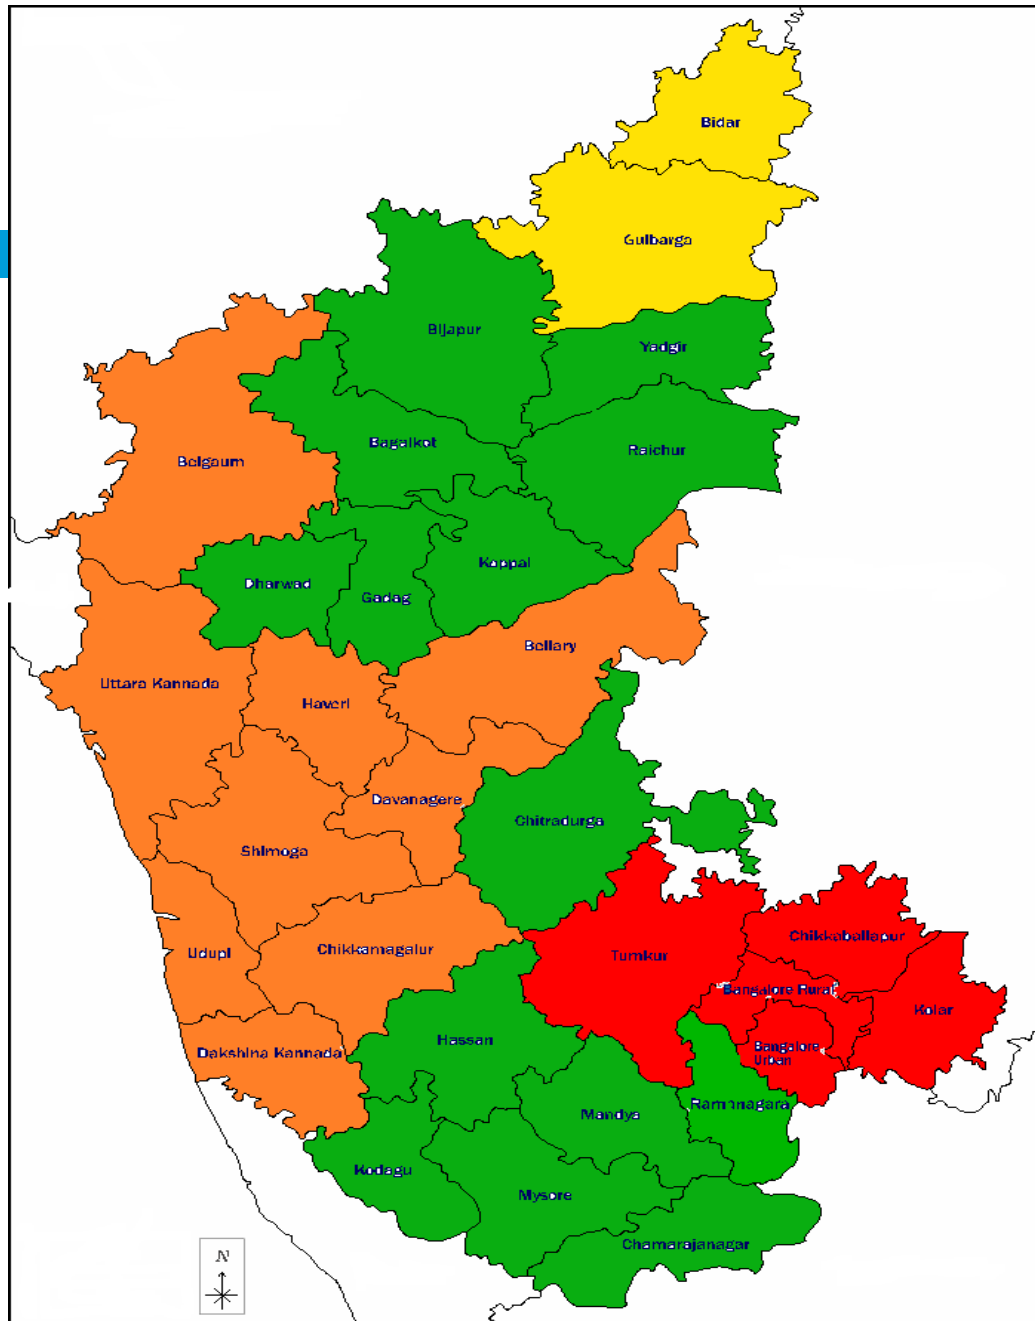 Bidar
Gulbarga
Bijapur
Yadgir
Bagalkot
Raichur
Belgaum
Koppal
Dharwad
Gadag
Bellary
Uttara Kannada
Haveri
Davanagere
Chitradurga
Shimoga
Chikkaballapur
Udupi
Chikkamagalur
Tumkur
Bangalore Rural
Kolar
Hassan
Bangalore
Urban
Dakshina Kannada
Ramanagara
Mandya
Kodagu
Mysore
Chamarajanagar
N